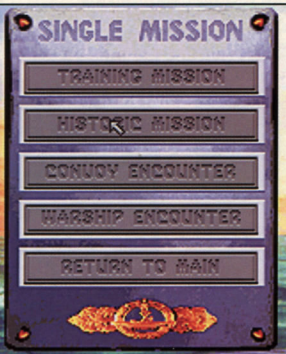 SINGLE MISSION
TRAINING MISSION
HISTORIC MISSION
CONVOY ENCOUNTER
WARSHIP ENCOUNTER
RETURN TO MAIN